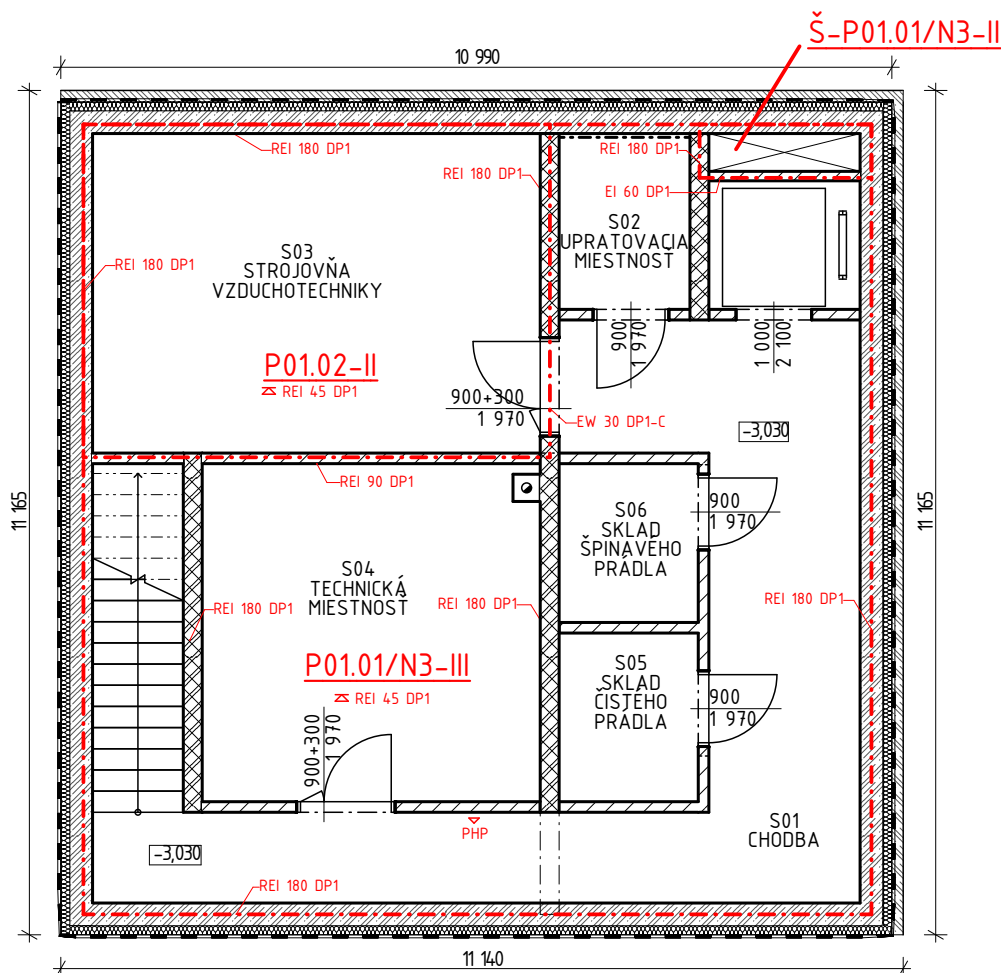 Š-P01.01/N3-II
10 990
REI 180 DP1
REI 180 DP1
REI 180 DP1
EI 60 DP1
S02
UPRATOVACIA
MIESTNOSŤ
S03
STROJOVŇA
VZDUCHOTECHNIKY
REI 180 DP1
900
1 970
1 000
2 100
P01.02-II
REI 45 DP1
900+300
1 970
EW 30 DP1-C
-3,030
REI 90 DP1
11 165
11 165
S06
SKLAD
ŠPINAVÉHO
PRÁDLA
900
1 970
S04
TECHNICKÁ
MIESTNOSŤ
REI 180 DP1
REI 180 DP1
REI 180 DP1
P01.01/N3-III
REI 45 DP1
S05
SKLAD
ČISTÉHO
PRÁDLA
900
1 970
900+300
1 970
PHP
S01
CHODBA
-3,030
REI 180 DP1
11 140